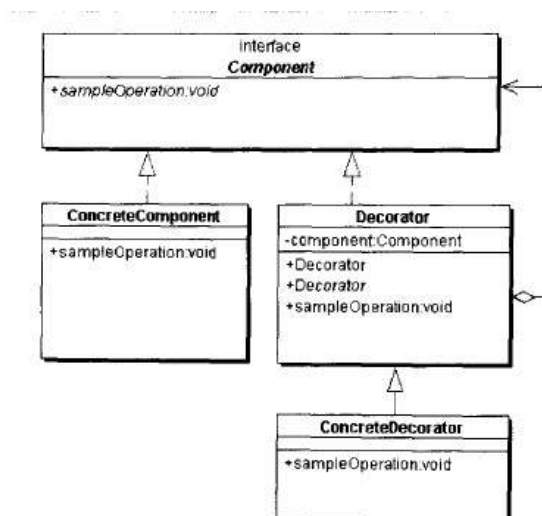 interface
Component
+sampleOperation:void
ConcreteComponent
+sampleOperation:void
Decorator
-component:Component
+Decorator
+Decorator
+sampleOperation:void
ConcreteDecorator
+sampleOperation:void